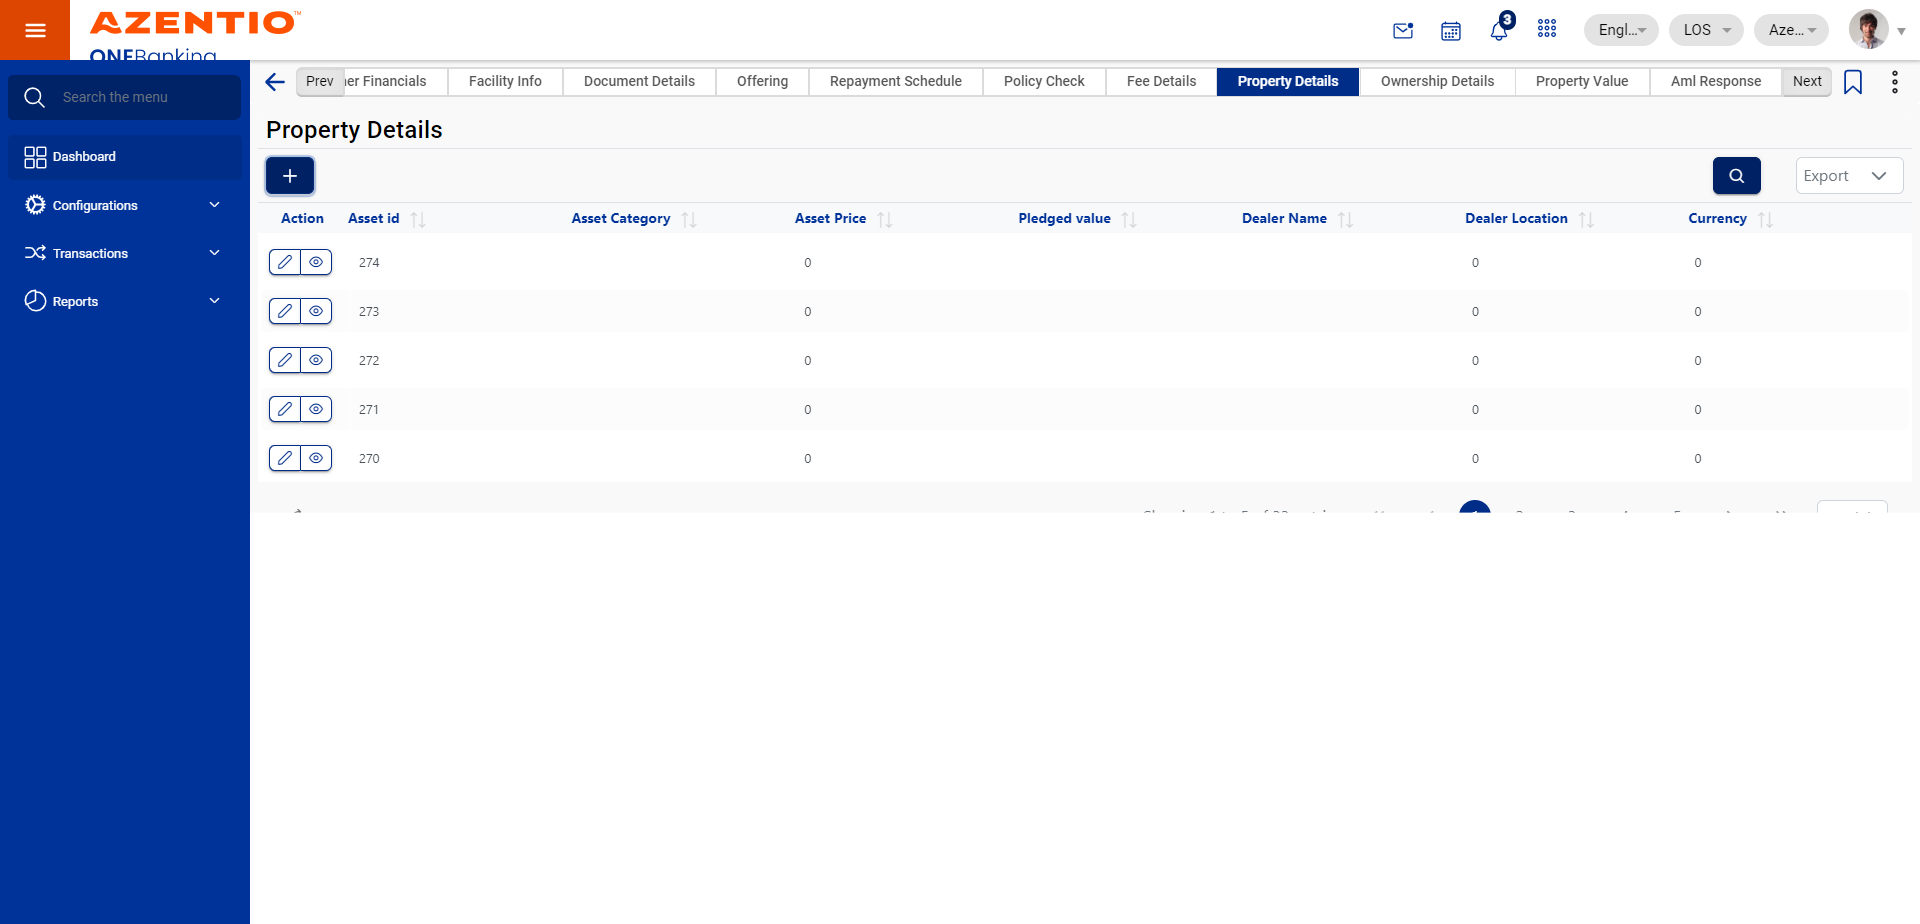 AZENTIO™
ONEBanking
3
Engl...
LOS
Aze...
Search the menu
Dashboard
Configurations
Transactions
Reports
Prev
er Financials
Facility Info
Document Details
Offering
Repayment Schedule
Policy Check
Fee Details
Property Details
Ownership Details
Property Value
Aml Response
Next
Property Details
Export
Action Asset id Asset Category Asset Price Pledged value Dealer Name Dealer Location Currency
274 0 0 0
273 0 0 0
272 0 0 0
271 0 0 0
270 0 0 0